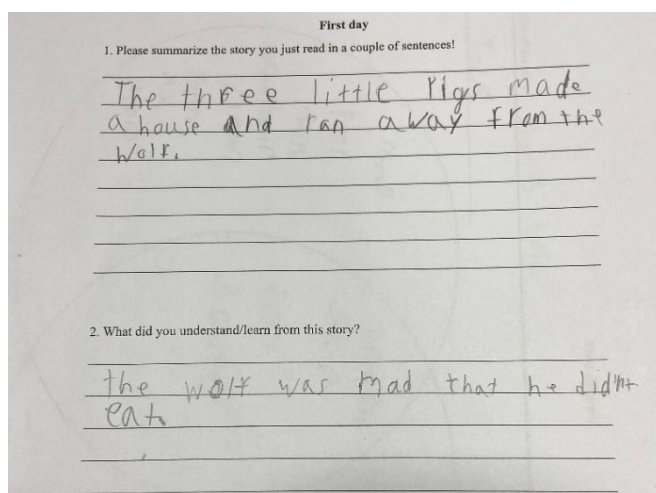 First day
1. Please summarize the story you just read in a couple of sentences!
The three little Pigs made
a house and ran away from the
Wolf.
2. What did you understand/learn from this story?
the wolf was mad that he didn't
eat.